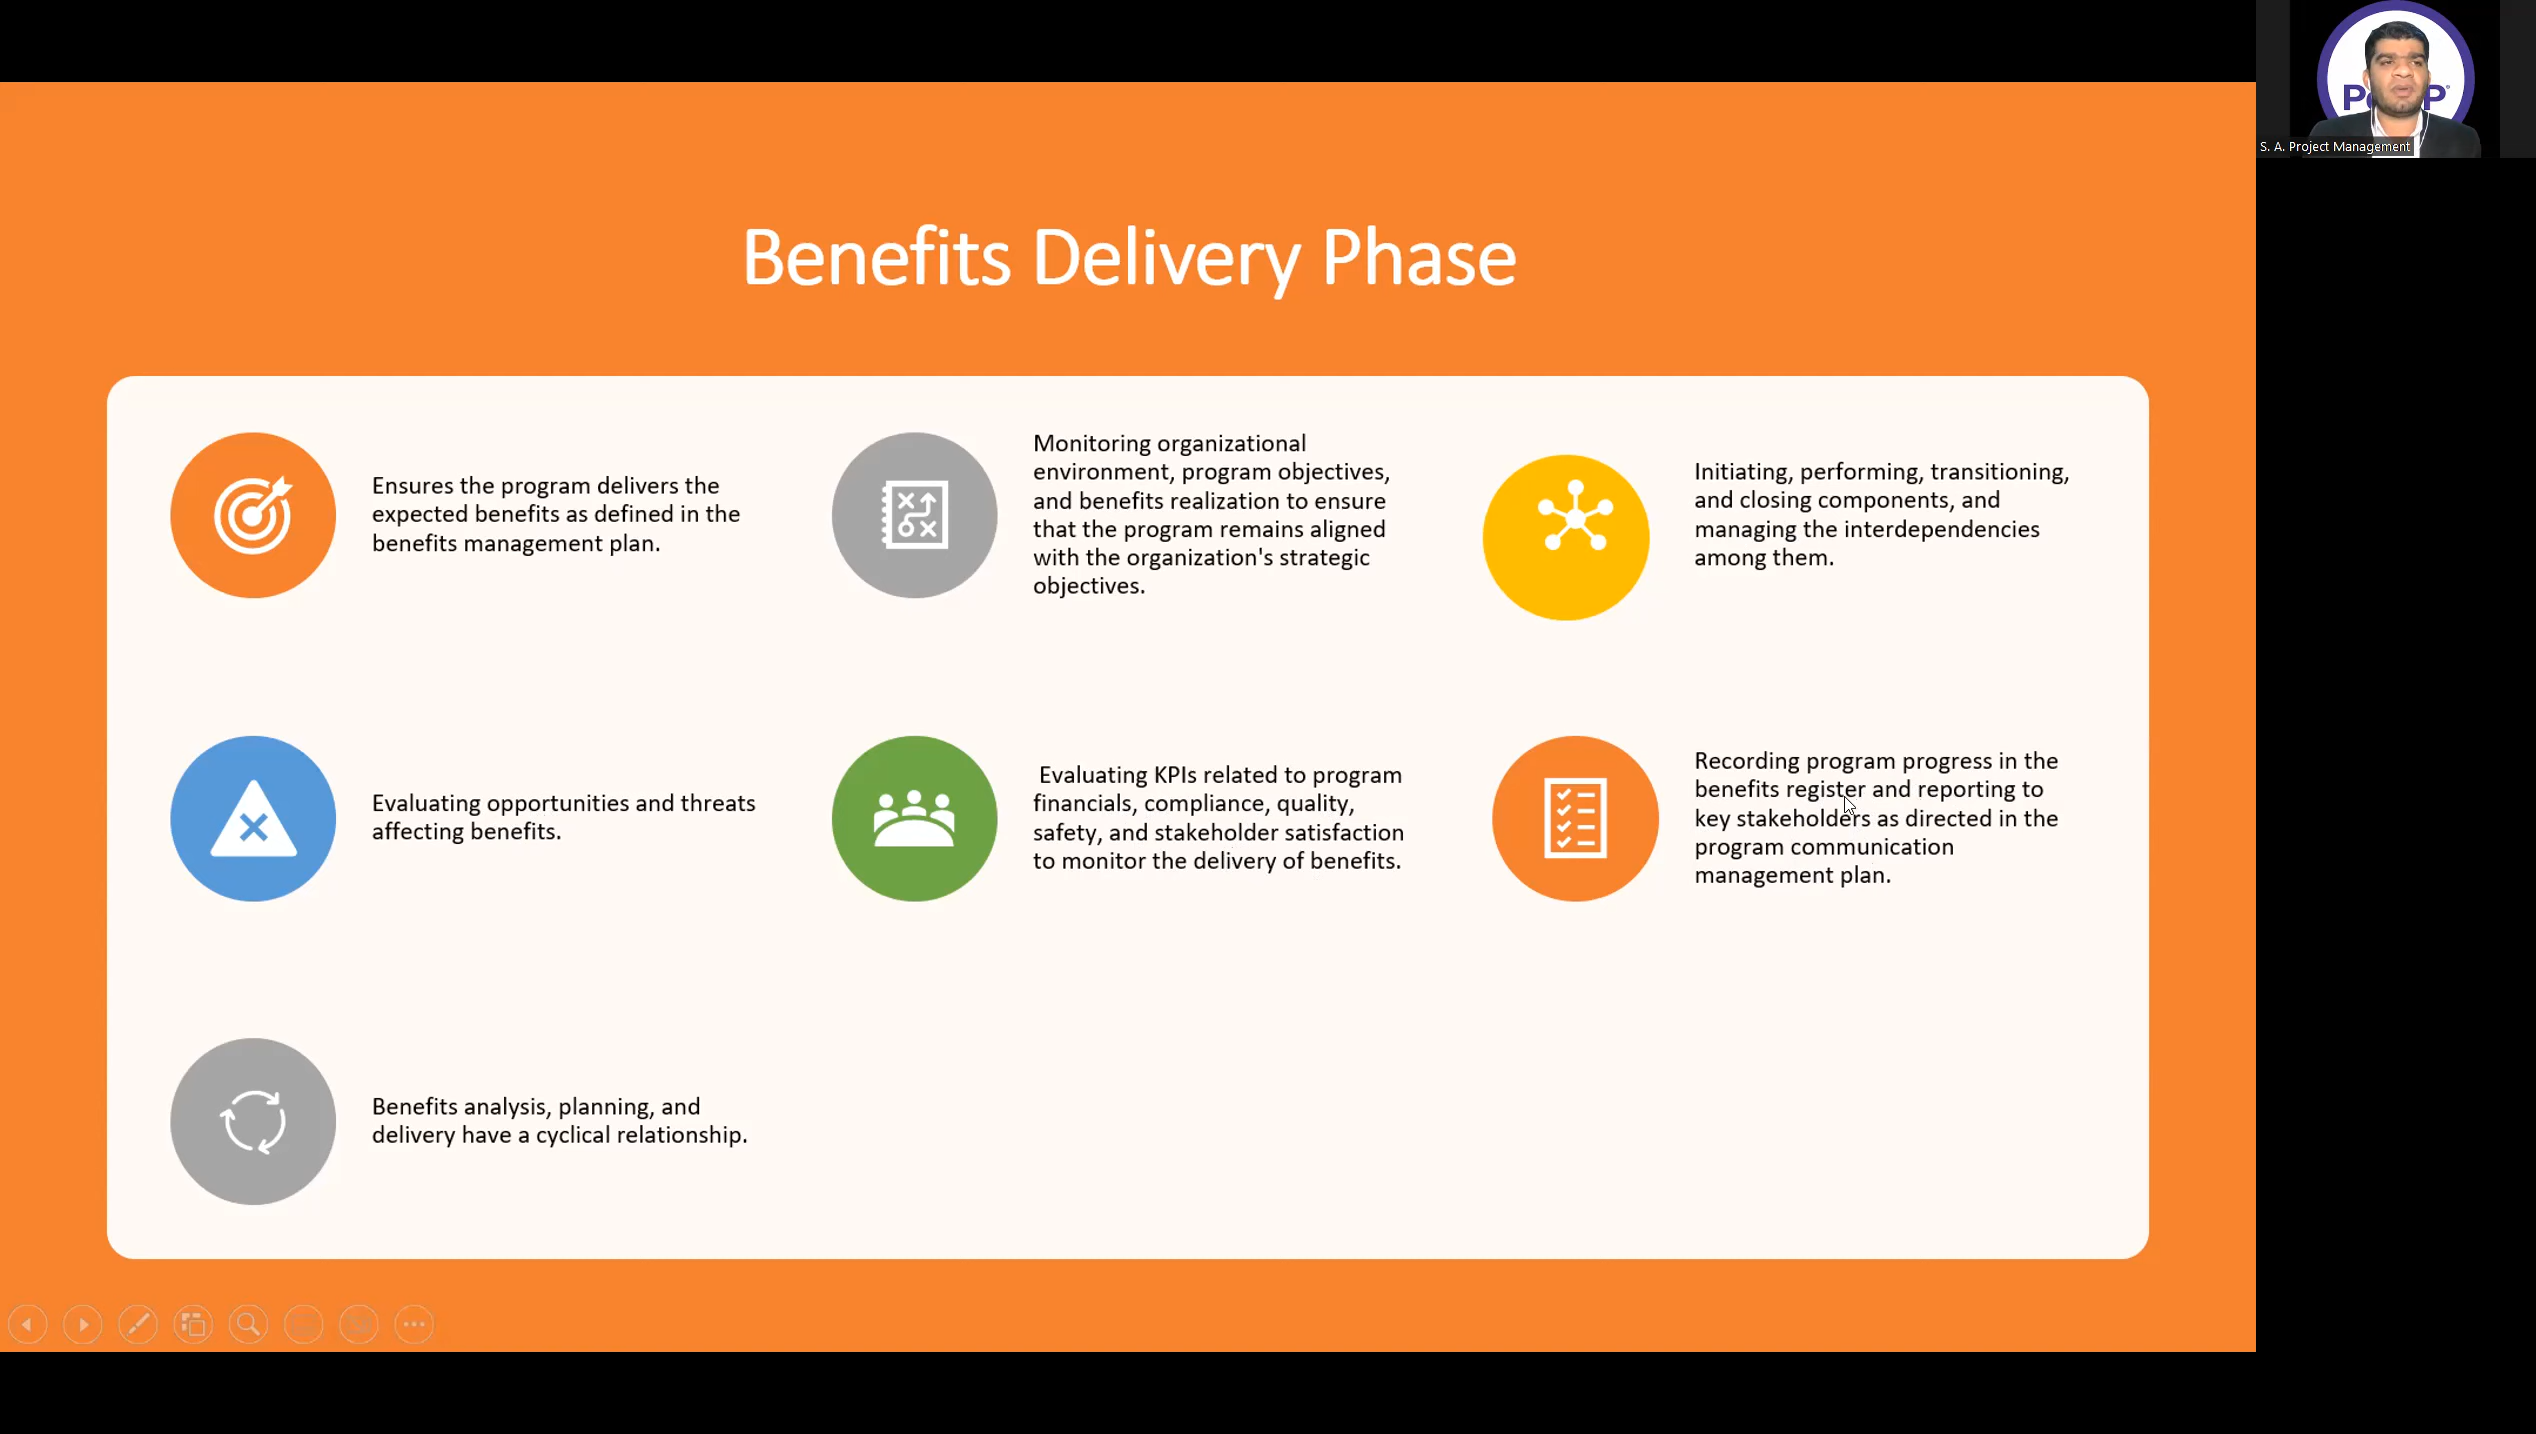 S. A. Project Management
Benefits Delivery Phase
Ensures the program delivers the
expected benefits as defined in the
benefits management plan.
Monitoring organizational
environment, program objectives,
and benefits realization to ensure
that the program remains aligned
with the organization's strategic
objectives.
Initiating, performing, transitioning,
and closing components, and
managing the interdependencies
among them.
Evaluating opportunities and threats
affecting benefits.
Evaluating KPIs related to program
financials, compliance, quality,
safety, and stakeholder satisfaction
to monitor the delivery of benefits.
Recording program progress in the
benefits register and reporting to
key stakeholders as directed in the
program communication
management plan.
Benefits analysis, planning, and
delivery have a cyclical relationship.